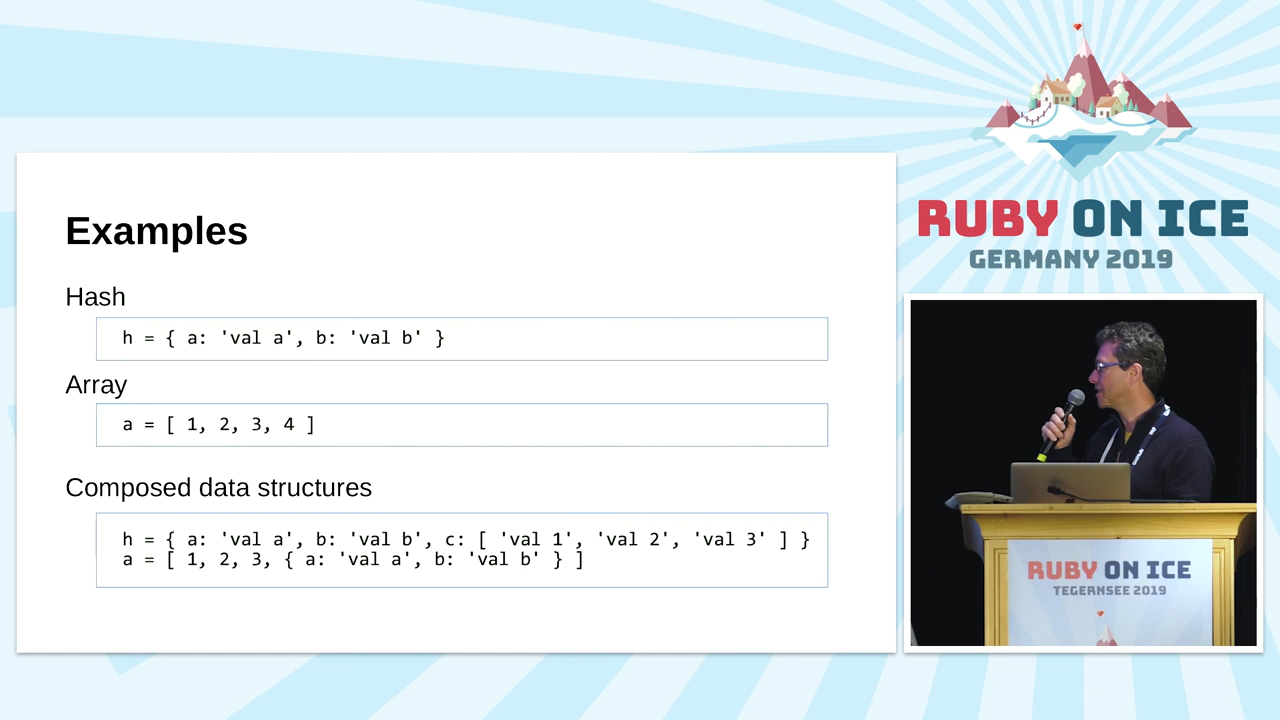 Examples
Hash
h = { a: 'val a', b: 'val b' }
Array
a = [ 1, 2, 3, 4 ]
Composed data structures
h = { a: 'val a', b: 'val b', c: [ 'val 1', 'val 2', 'val 3' ] }
a = [ 1, 2, 3, { a: 'val a', b: 'val b' } ]
RUBY ON ICE
GERMANY 2019
RUBY ON ICE
TEGERNSEE 2019